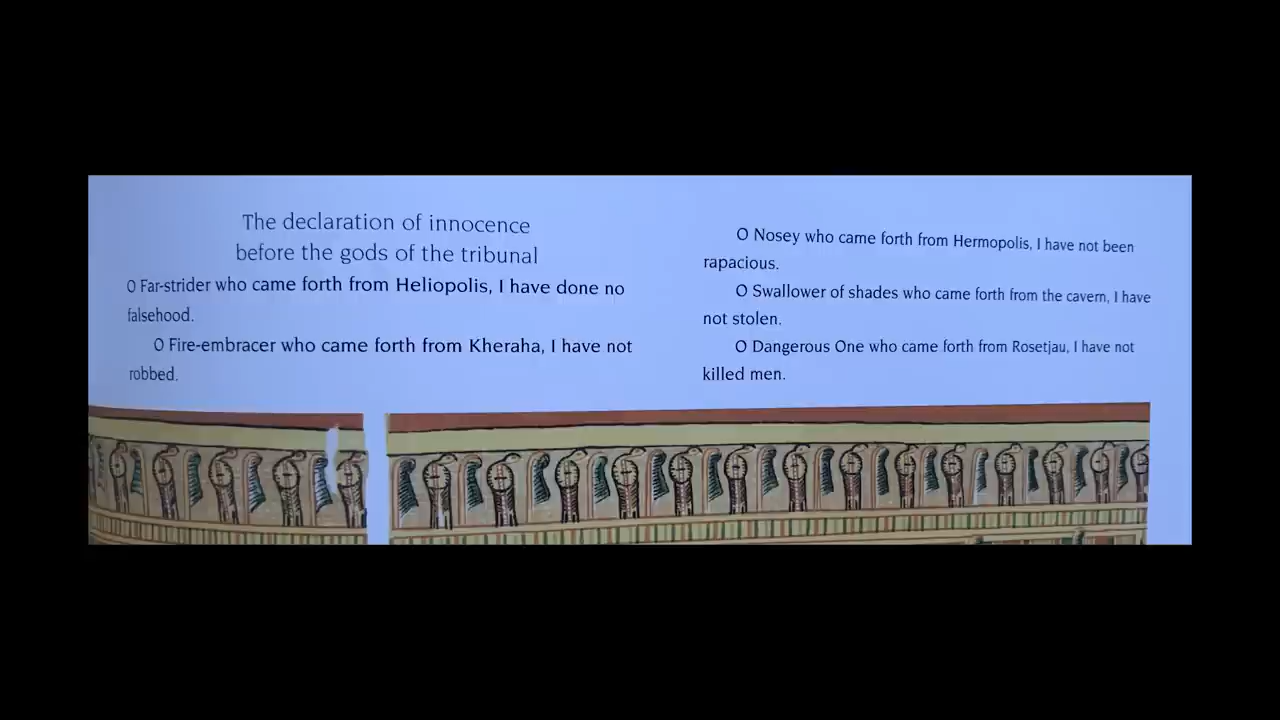 The declaration of innocence
before the gods of the tribunal
O Far-strider who came forth from Heliopolis, I have done no
falsehood.
O Fire-embracer who came forth from Kheraha, I have not
robbed.
O Nosey who came forth from Hermopolis, I have not been
rapacious.
O Swallower of shades who came forth from the cavern, I have
not stolen.
O Dangerous One who came forth from Rosetjau, I have not
killed men.